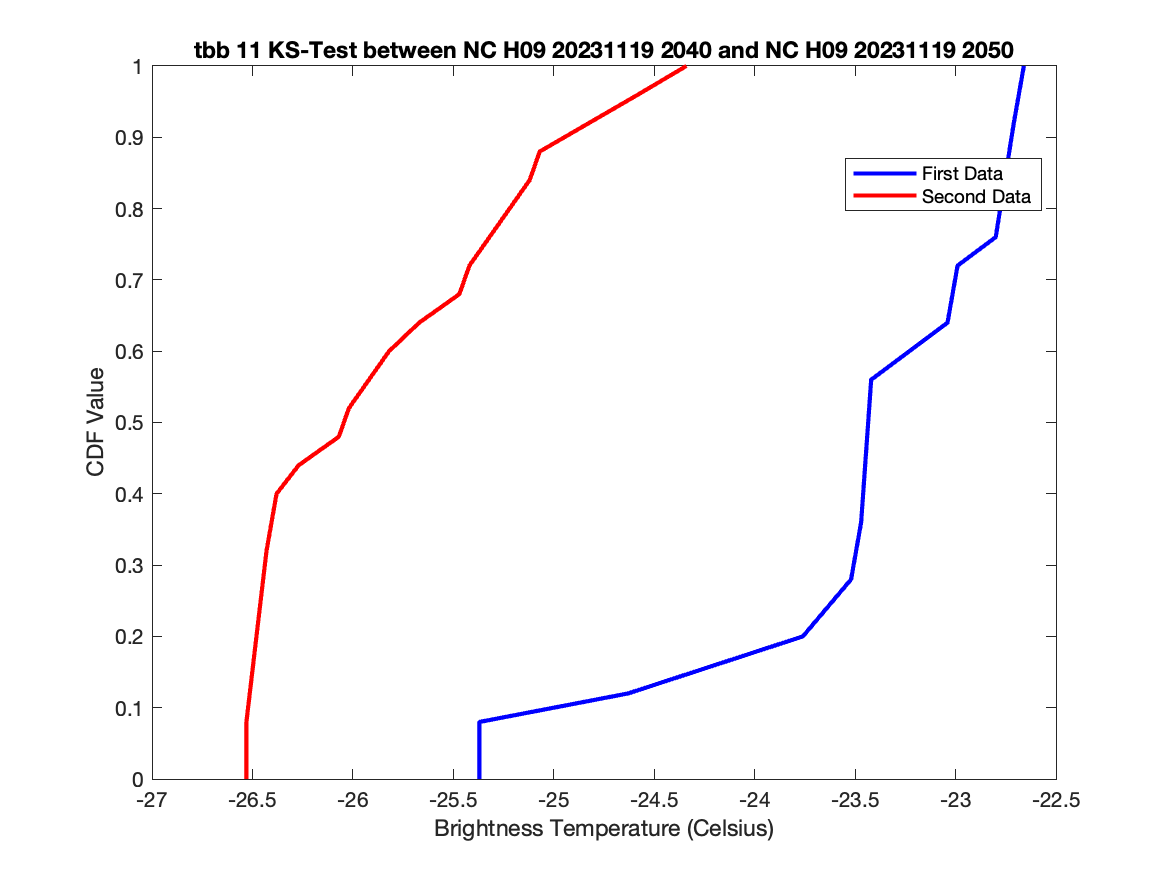 tbb 11 KS-Test between NC H09 20231119 2040 and NC H09 20231119 2050
1
0.9
First Data
Second Data
0.8
0.7
0.6
0.5
CDF Value
0.4
0.3
0.2
0.1
0
-27 -26.5 -26 -25.5 -25 -24.5 -24 -23.5 -23 -22.5
Brightness Temperature (Celsius)